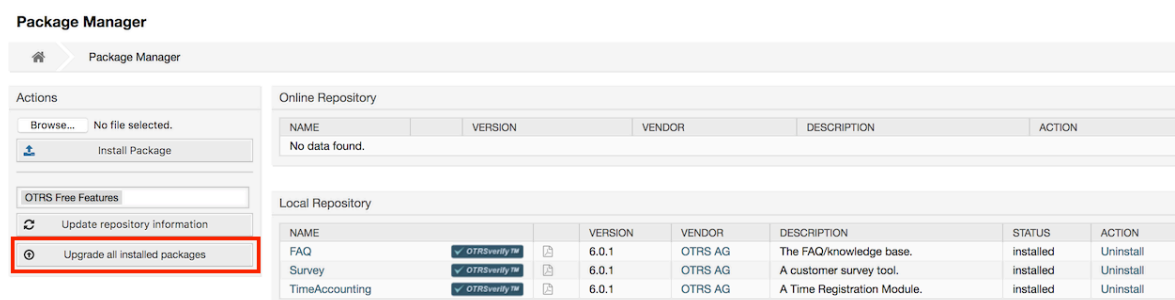 Package Manager
Package Manager
Actions
Browse... No file selected.
Install Package
OTRS Free Features
Update repository information
Upgrade all installed packages
Online Repository
NAME VERSION VENDOR DESCRIPTION ACTION
No data found.
Local Repository
NAME VERSION VENDOR DESCRIPTION STATUS ACTION
FAQ OTRSverify™ 6.0.1 OTRS AG The FAQ/knowledge base. installed Uninstall
Survey OTRSverify™ 6.0.1 OTRS AG A customer survey tool. installed Uninstall
TimeAccounting OTRSverify™ 6.0.1 OTRS AG A Time Registration Module. installed Uninstall